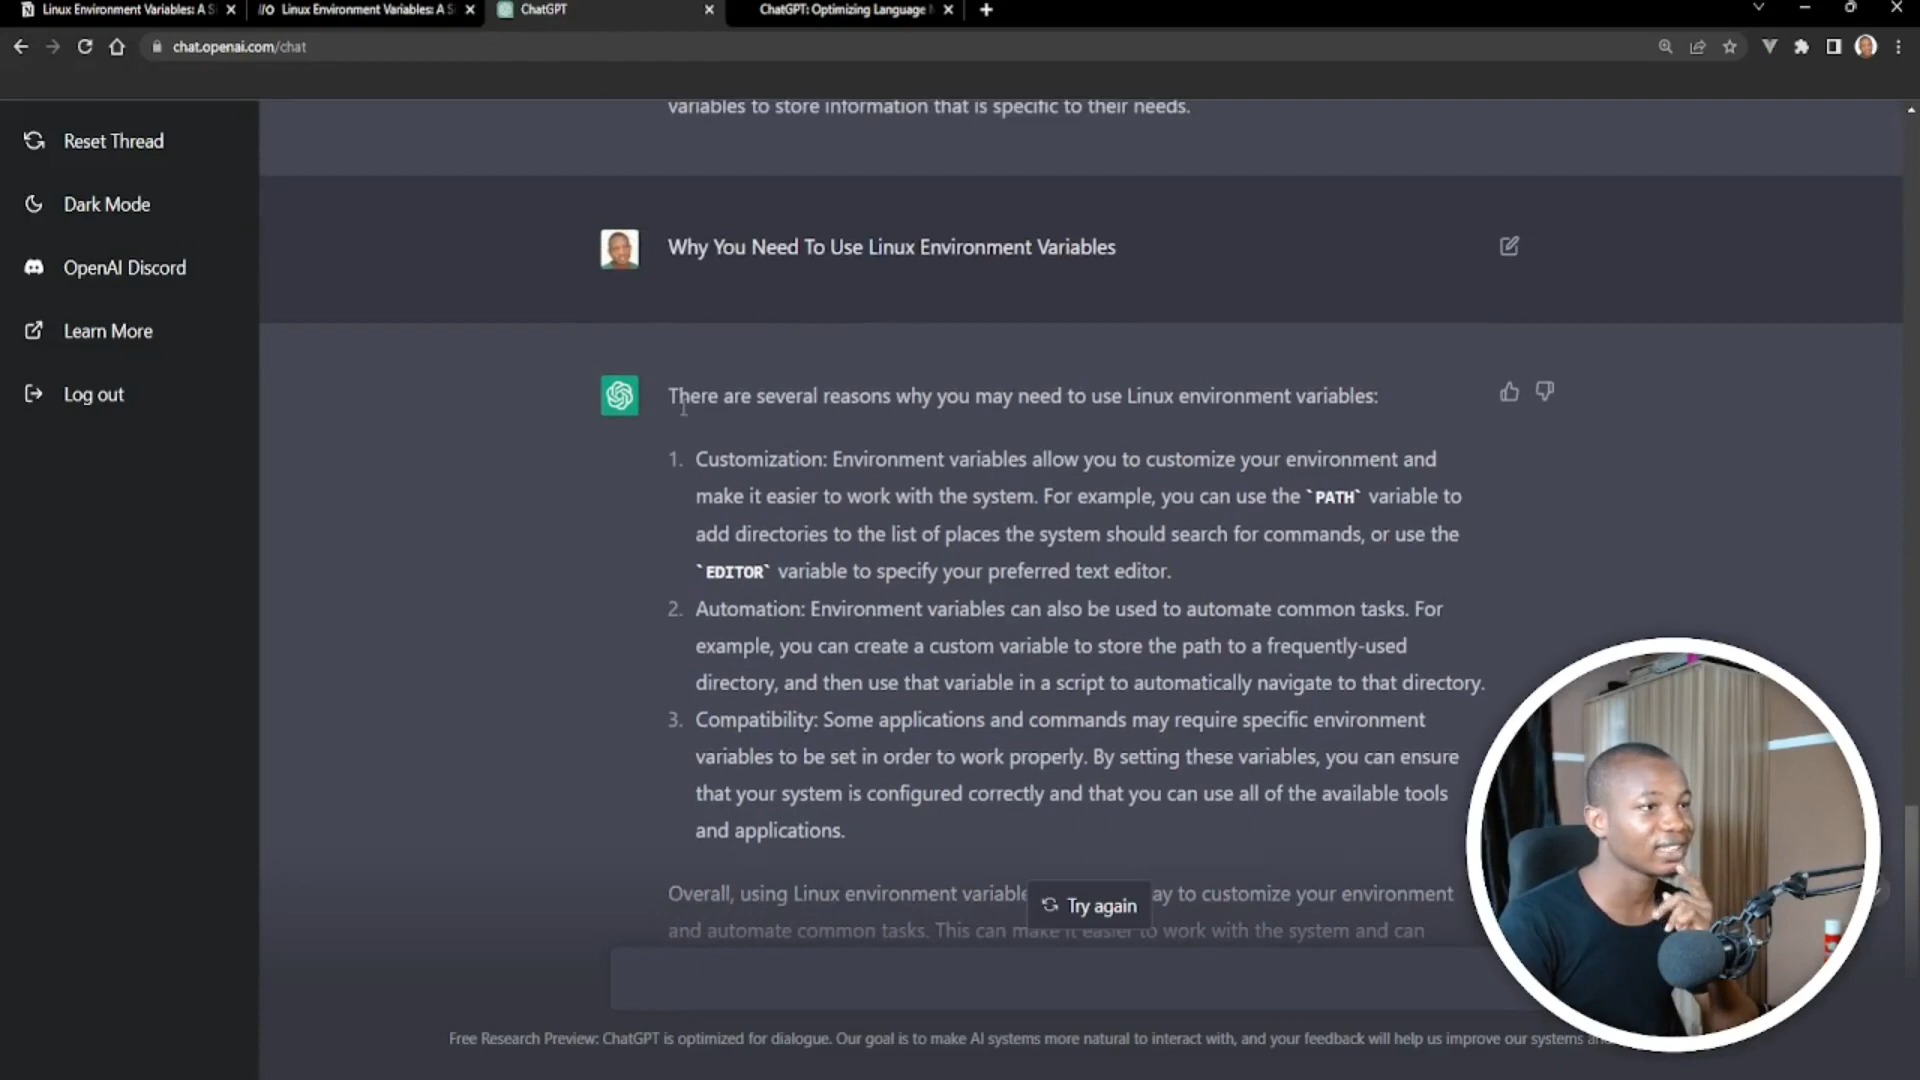 Linux Environment Variables: A S
Linux Environment Variables: A S
ChatGPT
ChatGPT: Optimizing Language
chat.openai.com/chat
Reset Thread
Dark Mode
OpenAI Discord
Learn More
Log out
variables to store information that is specific to their needs.
Why You Need To Use Linux Environment Variables
There are several reasons why you may need to use Linux environment variables:
1. Customization: Environment variables allow you to customize your environment and
make it easier to work with the system. For example, you can use the `PATH` variable to
add directories to the list of places the system should search for commands, or use the
`EDITOR` variable to specify your preferred text editor.
2. Automation: Environment variables can also be used to automate common tasks. For
example, you can create a custom variable to store the path to a frequently-used
directory, and then use that variable in a script to automatically navigate to that directory.
3. Compatibility: Some applications and commands may require specific environment
variables to be set in order to work properly. By setting these variables, you can ensure
that your system is configured correctly and that you can use all of the available tools
and applications.
Overall, using Linux environment variable ay to customize your environment
Try again
and automate common tasks. This can make it easier to work with the system and can
Free Research Preview: ChatGPT is optimized for dialogue. Our goal is to make AI systems more natural to interact with, and your feedback will help us improve our systems